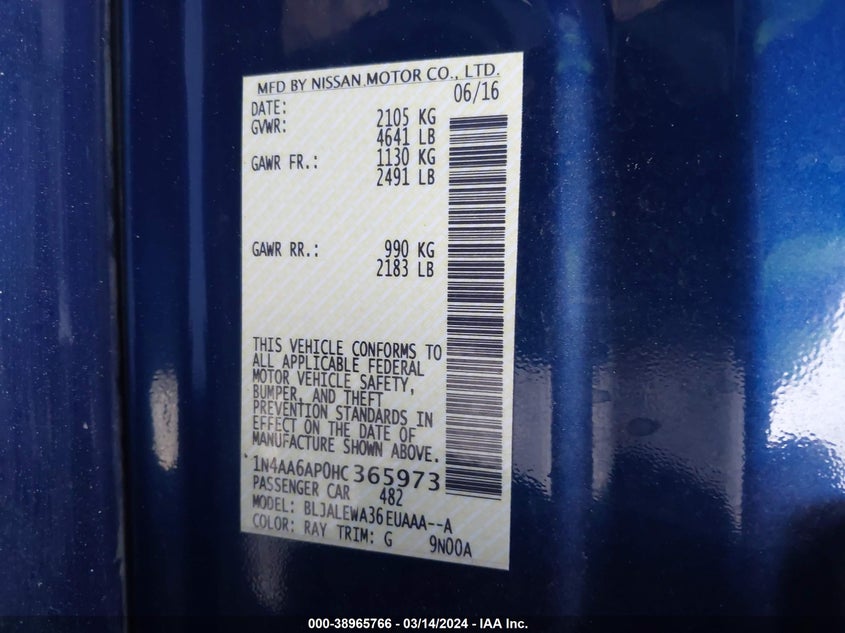 MFD BY NISSAN MOTOR CO., LTD.
DATE: 06/16
GVWR: 2105 KG
4641 LB
GAWR FR.: 1130 KG
2491 LB
GAWR RR.: 990 KG
2183 LB
THIS VEHICLE CONFORMS TO
ALL APPLICABLE FEDERAL
MOTOR VEHICLE SAFETY,
BUMPER, AND THEFT
PREVENTION STANDARDS IN
EFFECT ON THE DATE OF
MANUFACTURE SHOWN ABOVE.
1N4AA6AP0HC365973
PASSENGER CAR 482
MODEL: BLJALEWA36EUAAA--A
COLOR: RAY TRIM: G 9N00A
000-38965766 - 03/14/2024 - IAA Inc.